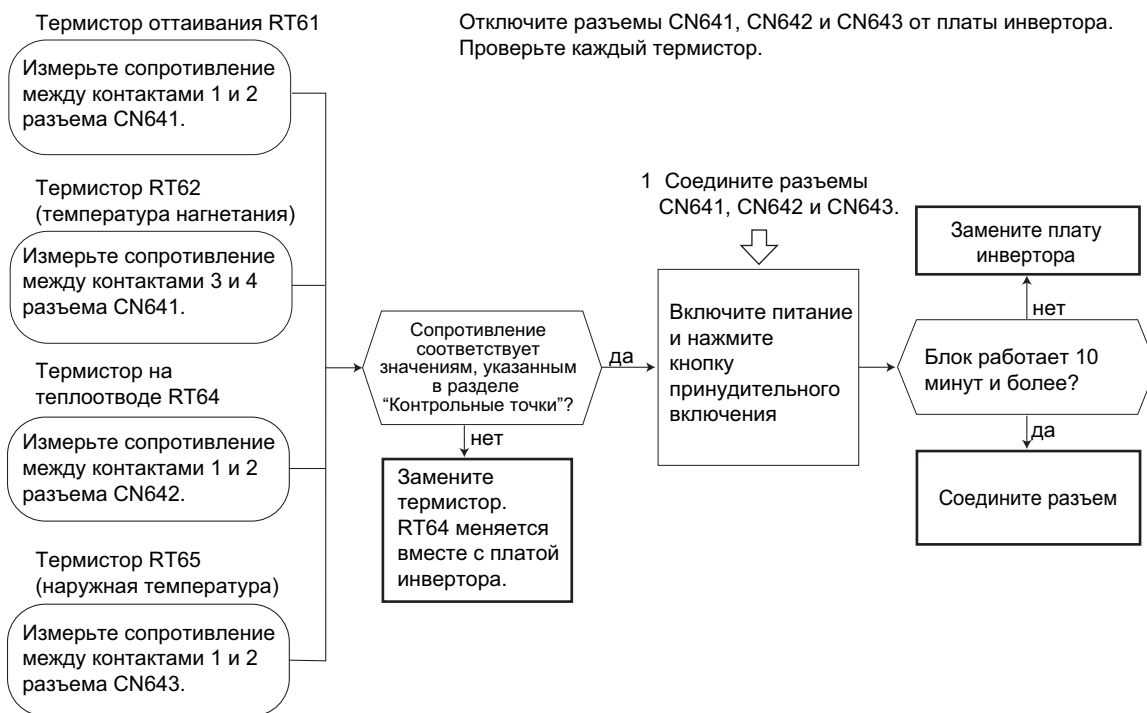 Термистор оттаивания RT61
Отключите разъемы CN641, CN642 и CN643 от платы инвертора.
Проверьте каждый термистор.
Измерьте сопротивление
между контактами 1 и 2
разъема CN641.
Термистор RT62
(температура нагнетания)
Измерьте сопротивление
между контактами 3 и 4
разъема CN641.
Термистор на
теплоотводе RT64
Измерьте сопротивление
между контактами 1 и 2
разъема CN642.
Термистор RT65
(наружная температура)
Измерьте сопротивление
между контактами 1 и 2
разъема CN643.
Сопротивление
соответствует
значениям, указанным
в разделе
“Контрольные точки”?
да
нет
Замените
термистор.
RT64 меняется
вместе с платой
инвертора.
1 Соедините разъемы
CN641, CN642 и CN643.
Включите питание
и нажмите
кнопку
принудительного
включения
Замените плату
инвертора
нет
Блок работает 10
минут и более?
да
Соедините разъем